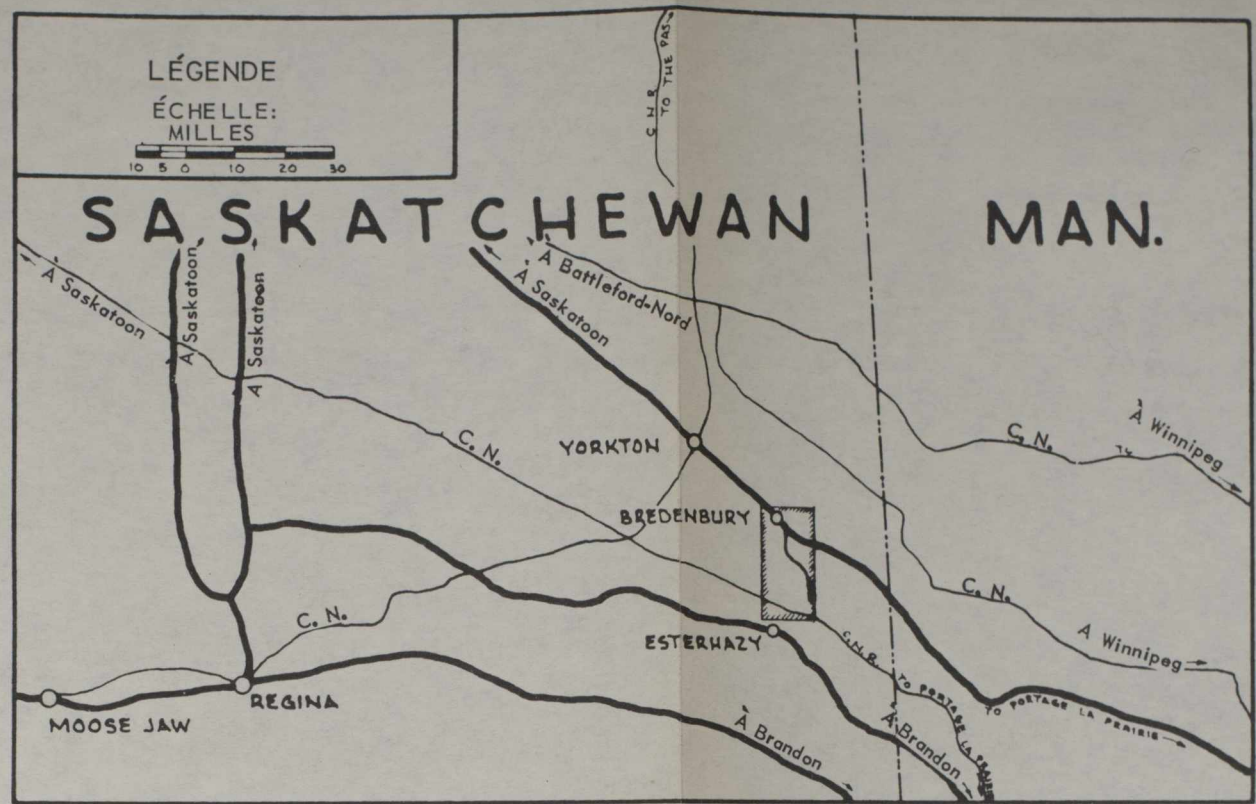 LÉGENDE
ÉCHELLE:
MILLES
10 5 0 10 20 30
C N R
TO THE PAS
SASKATCHEWAN
MAN.
À Saskatoon
À Saskatoon
À Saskatoon
À Saskatoon
À Battleford-Nord
C. N.
YORKTON
C. N.
TO
À Winnipeg
BREDENBURY
C. N.
C. N.
À Winnipeg
ESTERHAZY
C.N.R.
TO PORTAGE LA PRAIRIE
TO PORTAGE LA PRAIRIE
MOOSE JAW
REGINA
À Brandon
À Brandon